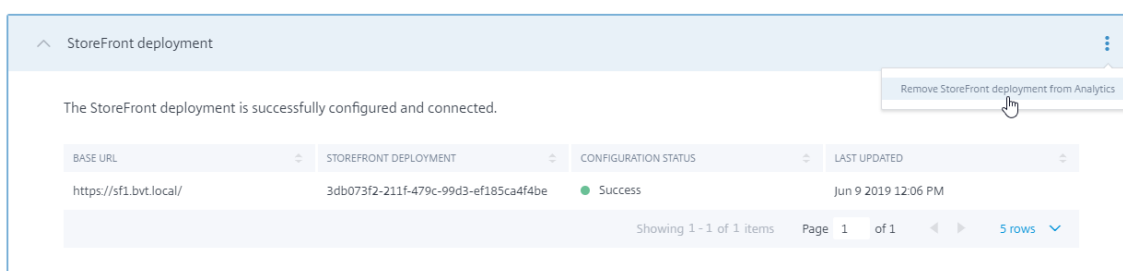 StoreFront deployment
Remove StoreFront deployment from Analytics
The StoreFront deployment is successfully configured and connected.
BASE URL STOREFRONT DEPLOYMENT CONFIGURATION STATUS LAST UPDATED
https://sf1.bvt.local/ 3db073f2-211f-479c-99d3-ef185ca4f4be Success Jun 9 2019 12:06 PM
Showing 1 - 1 of 1 items Page 1 of 1 5 rows